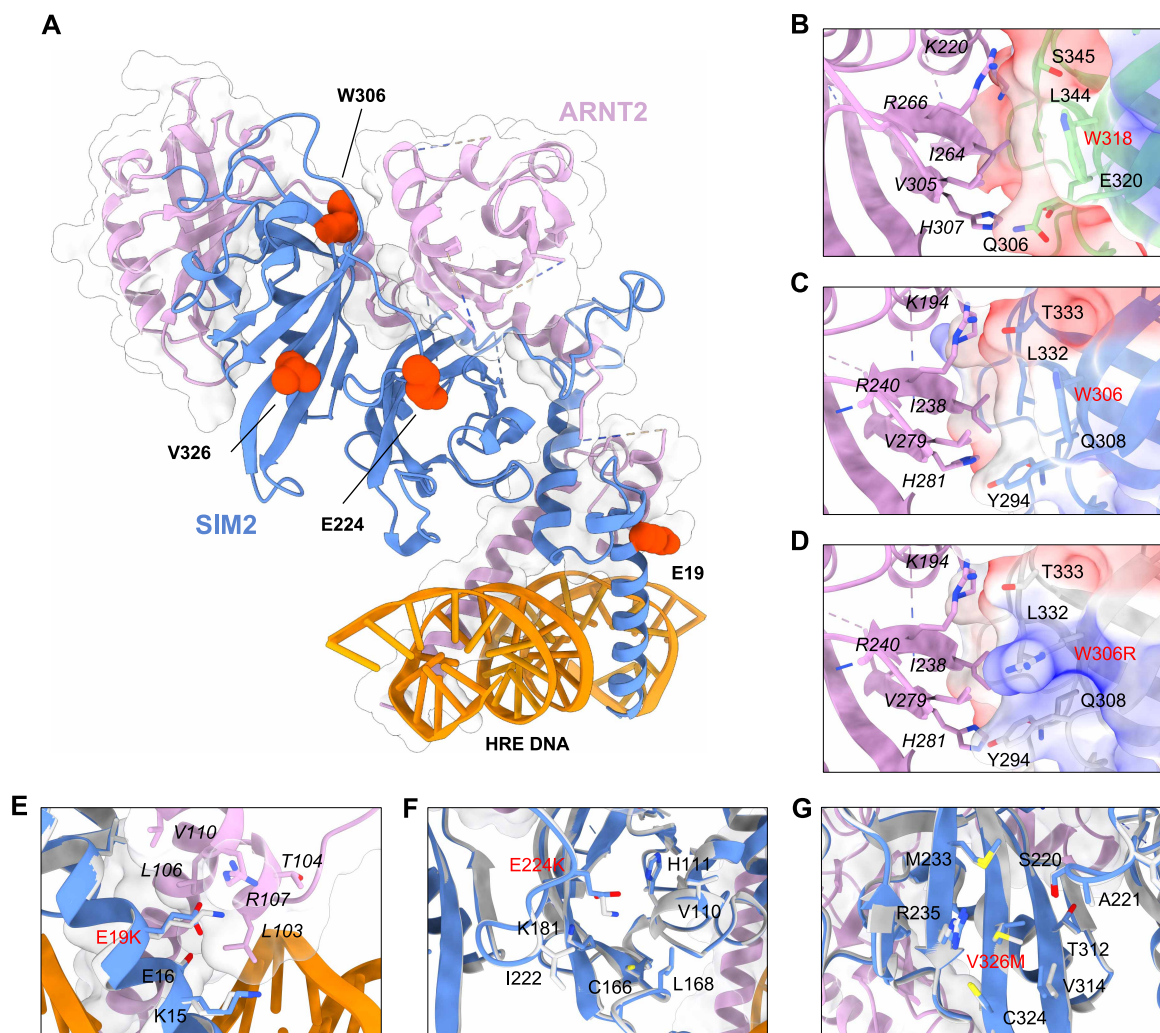 A
W306
ARNT2
V326
E224
SIM2
E19
HRE DNA
B
K220
S345
L344
R266
W318
I264
V305
E320
H307
Q306
C
K194
T333
L332
R240
W306
I238
V279
Q308
H281
Y294
D
K194
T333
L332
R240
W306R
I238
V279
Q308
H281
Y294
E
V110
L106
T104
R107
E19K
L103
E16
K15
F
E224K
H111
V110
K181
I222
C166
L168
G
M233
S220
A221
R235
T312
V326M
V314
C324